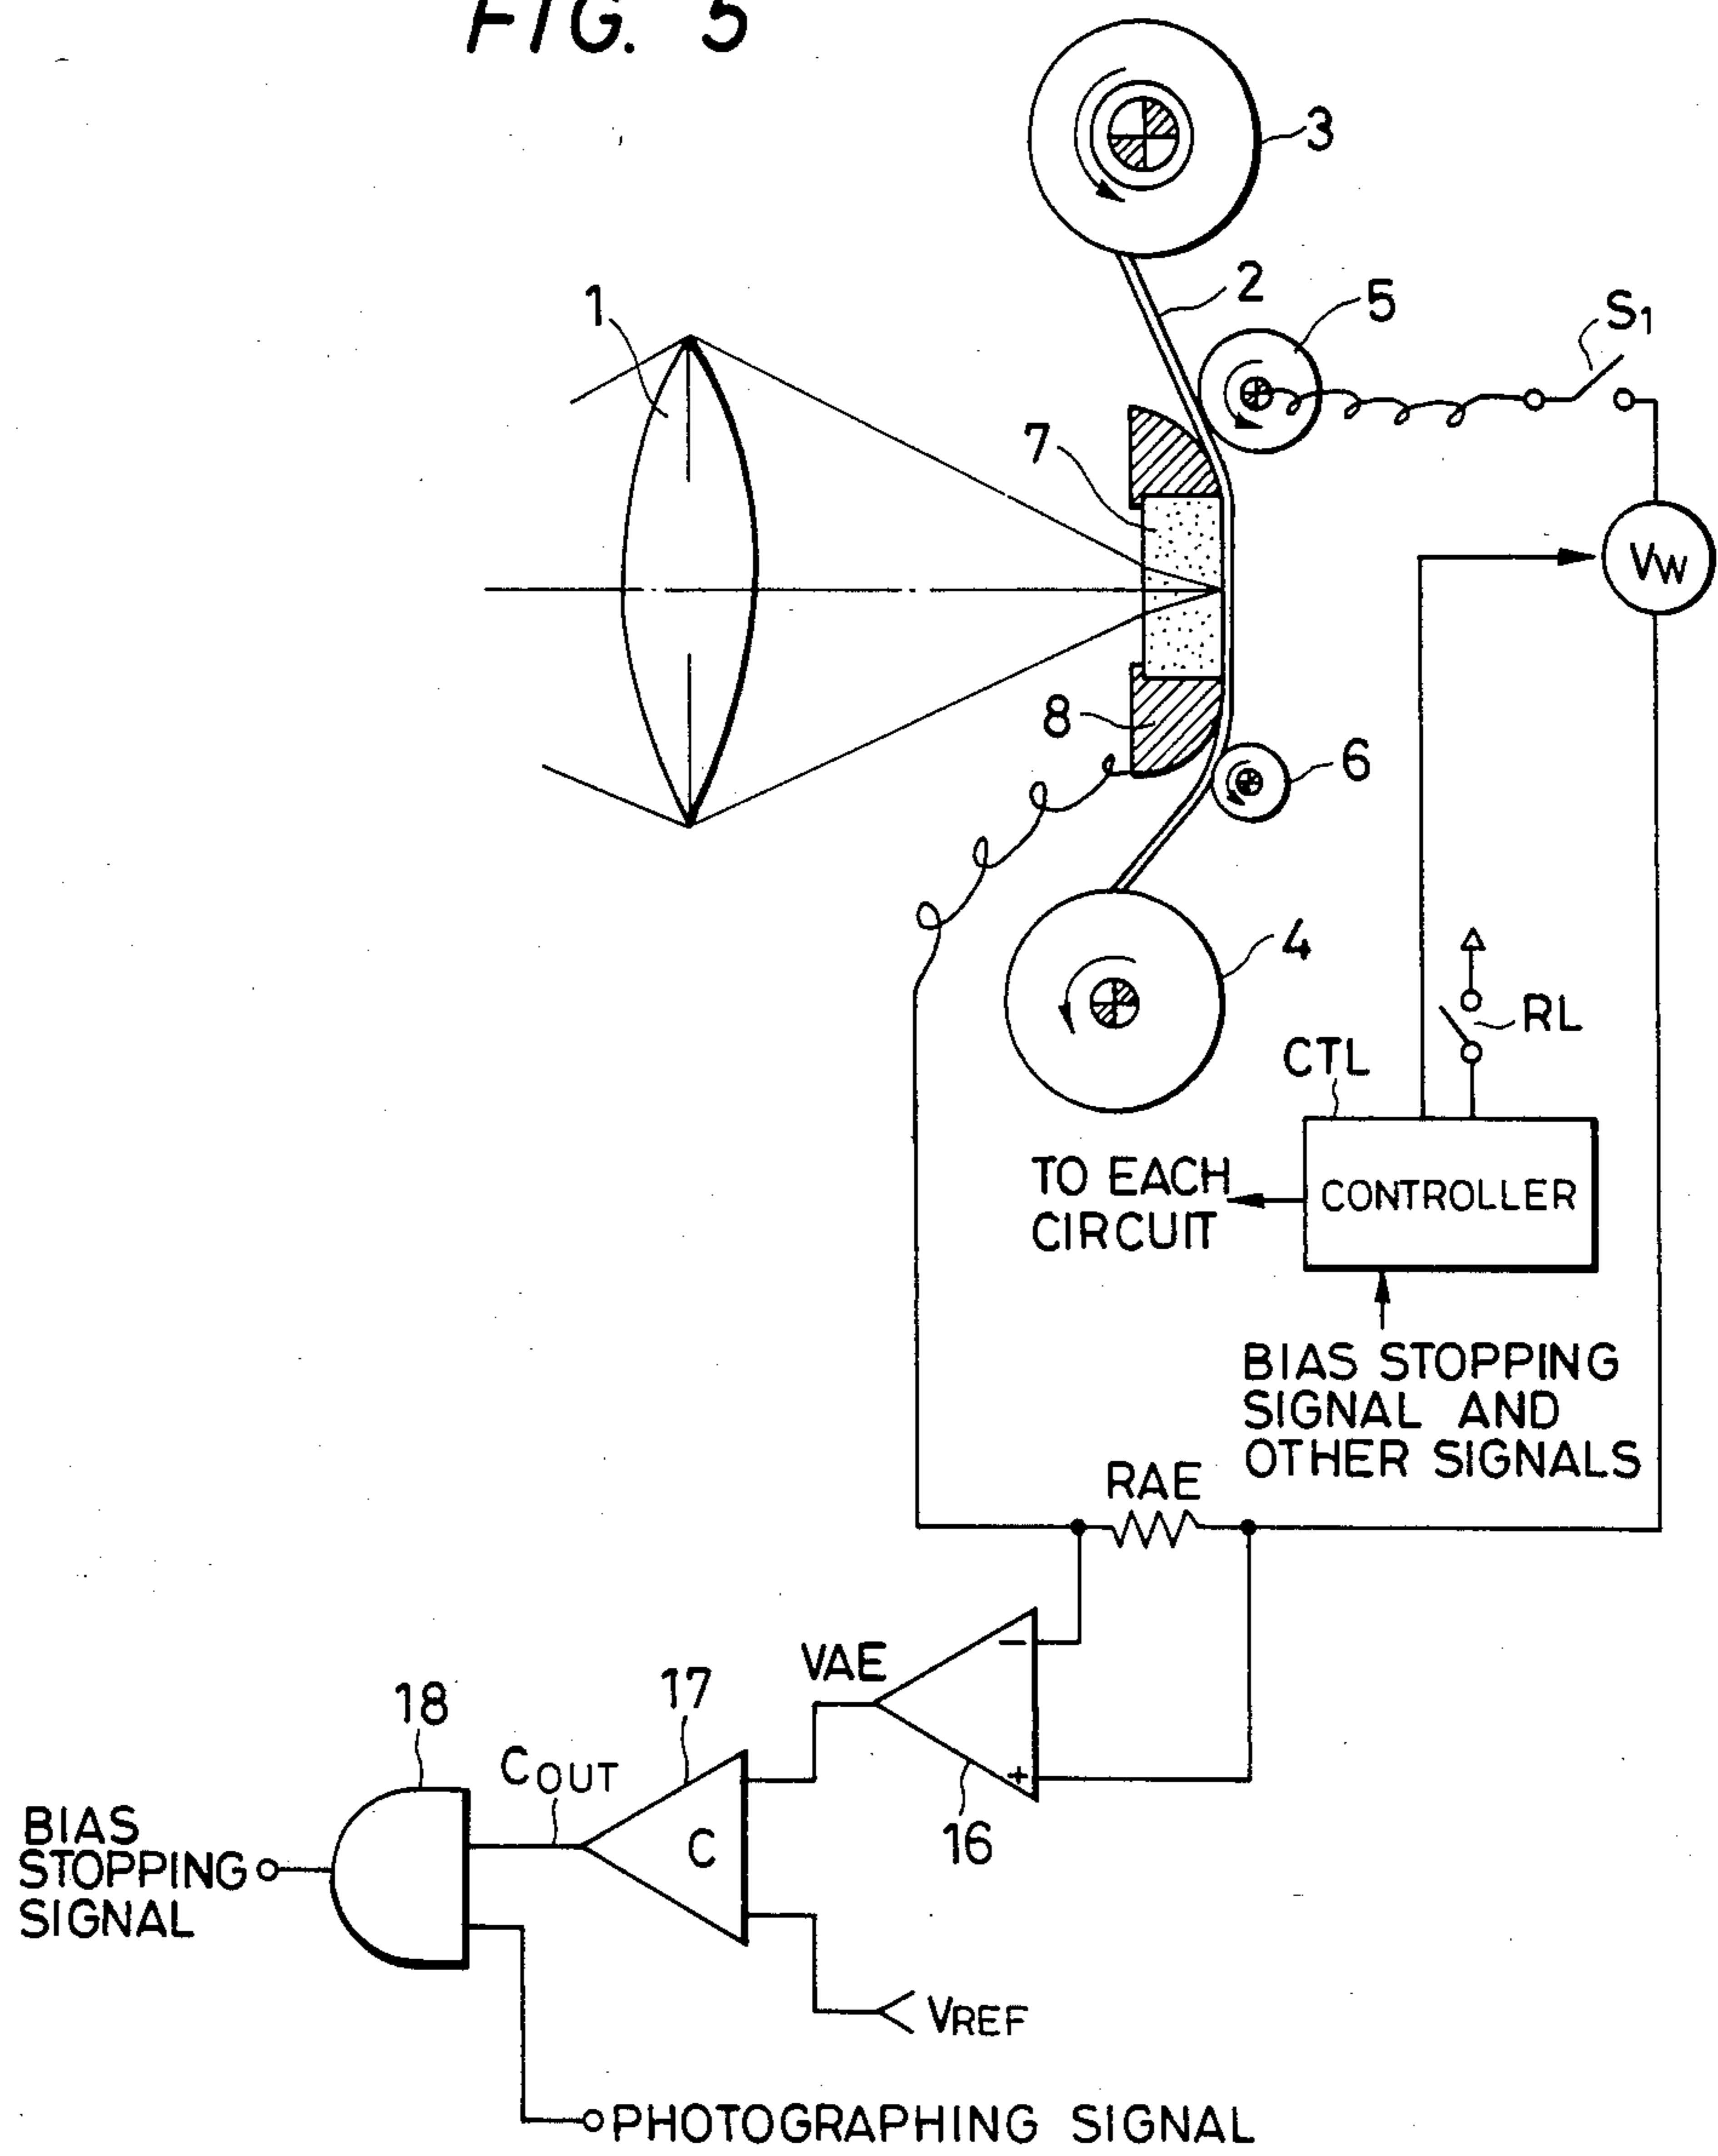 FIG. 5
3
2
5
S1
1
7
VW
8
6
4
RL
CTL
TO EACH
CIRCUIT
CONTROLLER
BIAS STOPPING
SIGNAL AND
OTHER SIGNALS
RAE
−
VAE
17
18
COUT
+
16
C
BIAS
STOPPING
SIGNAL
VREF
PHOTOGRAPHING SIGNAL